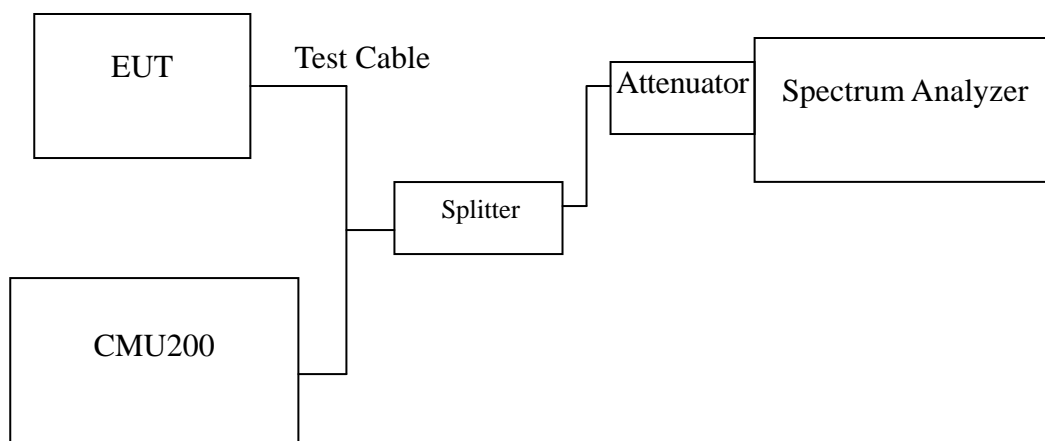 EUT
Test Cable
Attenuator
Spectrum Analyzer
Splitter
CMU200